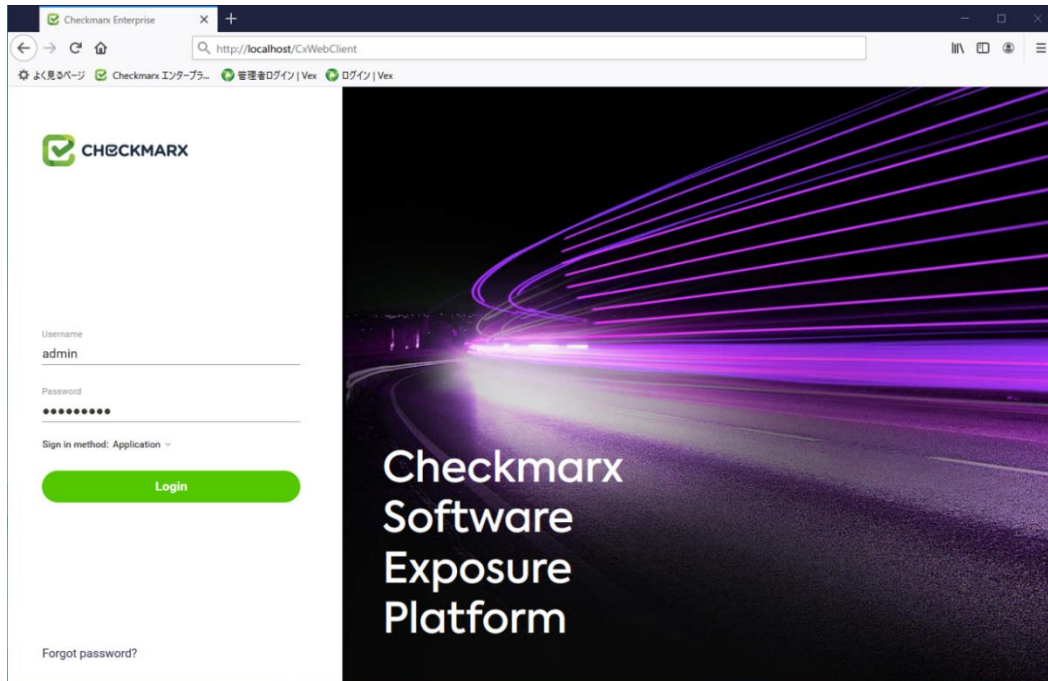 Checkmarx Enterprise
http://localhost/CxWebClient
よく見るページ Checkmarx エンタープラ... 管理者ログイン | Vex ログイン | Vex
CHECKMARX
Username
admin
Password
Sign in method: Application
Login
Checkmarx
Software
Exposure
Platform
Forgot password?